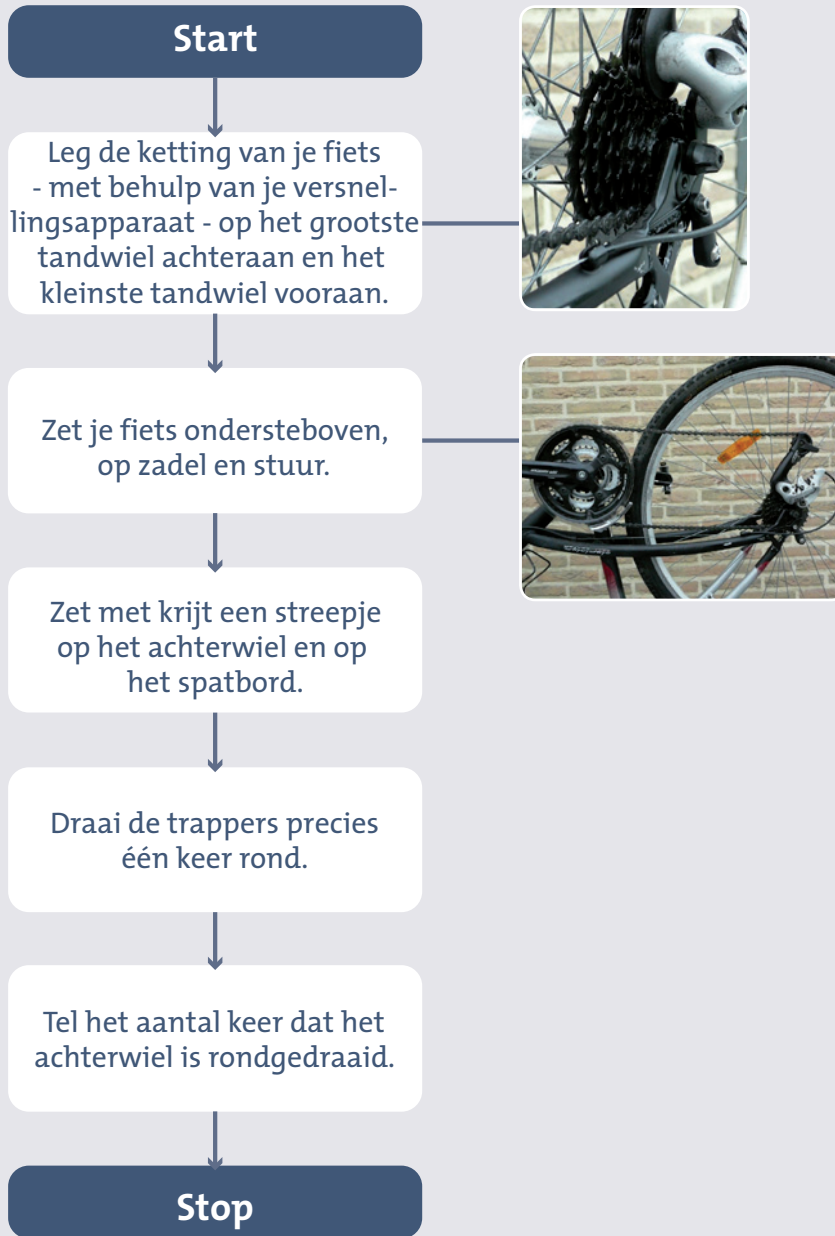 Start
Leg de ketting van je fiets
- met behulp van je versnel-
lingsapparaat - op het grootste
tandwiel achteraan en het
kleinste tandwiel vooraan.
Zet je fiets ondersteboven,
op zadel en stuur.
Zet met krijt een streepje
op het achterwiel en op
het spatbord.
Draai de trappers precies
één keer rond.
Tel het aantal keer dat het
achterwiel is rondgedraaid.
Stop